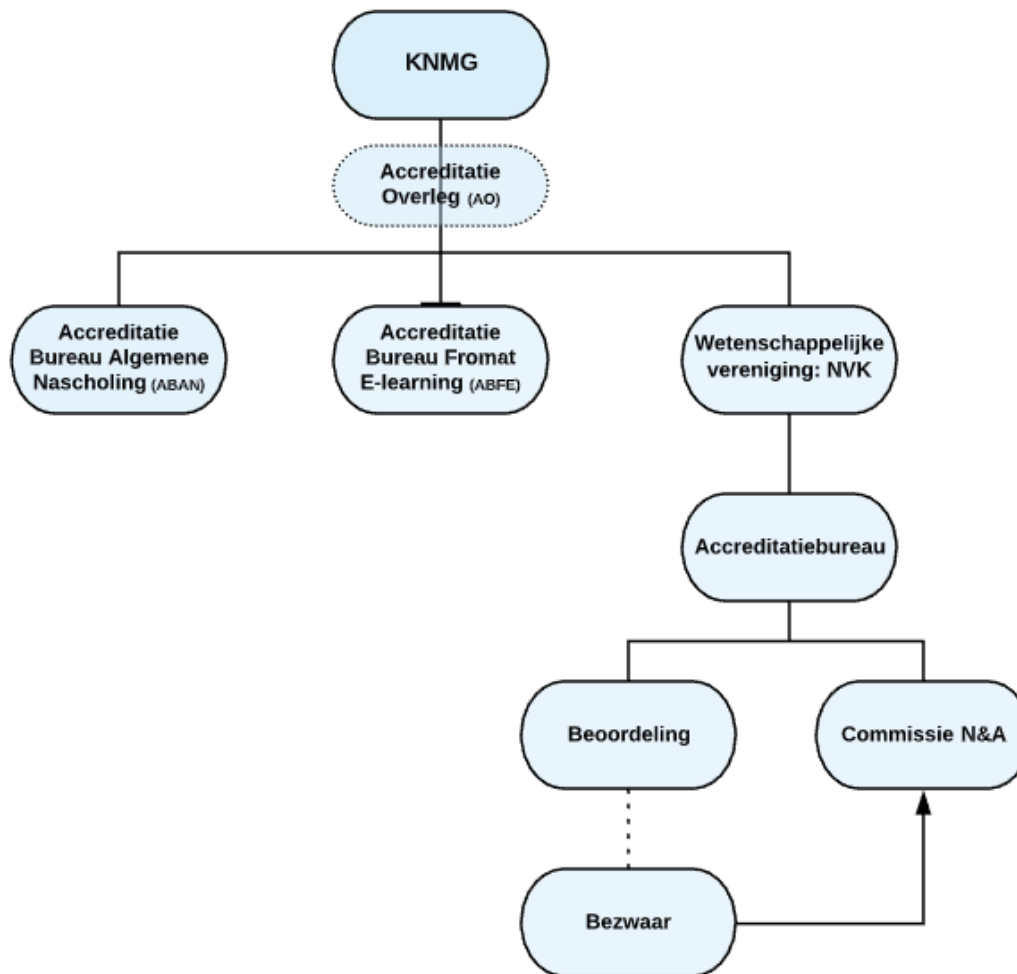 KNMG
Accreditatie
Overleg (AO)
Accreditatie
Bureau Algemene
Nascholing (ABAN)
Accreditatie
Bureau Fromat
E-learning (ABFE)
Wetenschappelijke
vereniging: NVK
Accreditatiebureau
Beoordeling
Commissie N&A
Bezwaar